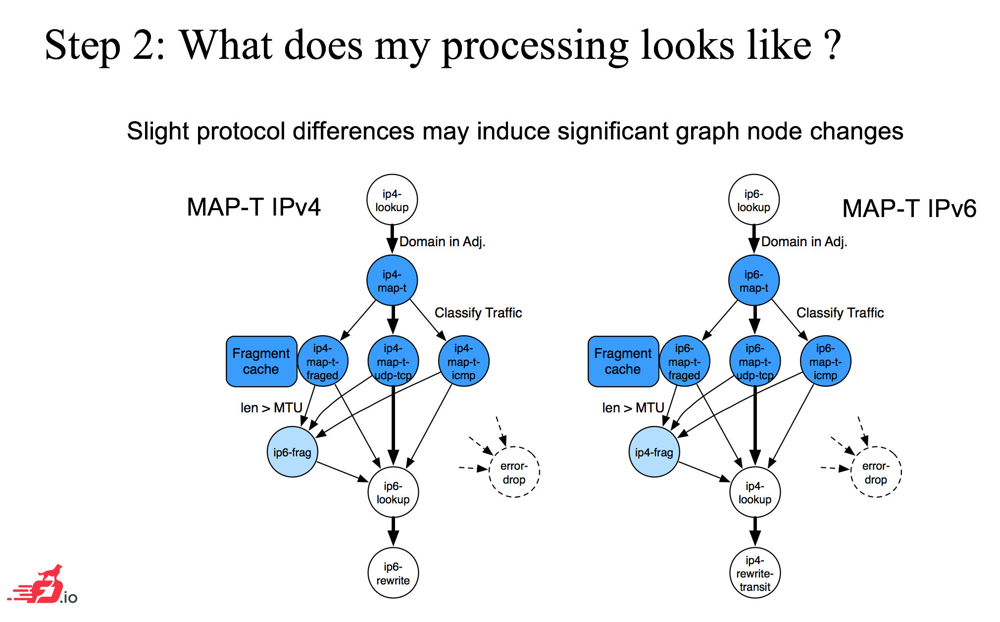 Step 2: What does my processing looks like ?
Slight protocol differences may induce significant graph node changes
MAP-T IPv4
ip4-
lookup
Domain in Adj.
ip4-
map-t
Classify Traffic
Fragment
cache
ip4-
map-t-
fraged
ip4-
map-t-
udp-tcp
ip4-
map-t-
icmp
len > MTU
ip6-frag
error-
drop
ip6-
lookup
ip6-
rewrite
MAP-T IPv6
ip6-
lookup
Domain in Adj.
ip6-
map-t
Classify Traffic
Fragment
cache
ip6-
map-t-
fraged
ip6-
map-t-
udp-tcp
ip6-
map-t-
icmp
len > MTU
ip4-frag
error-
drop
ip4-
lookup
ip4-
rewrite-
transit
FD.io